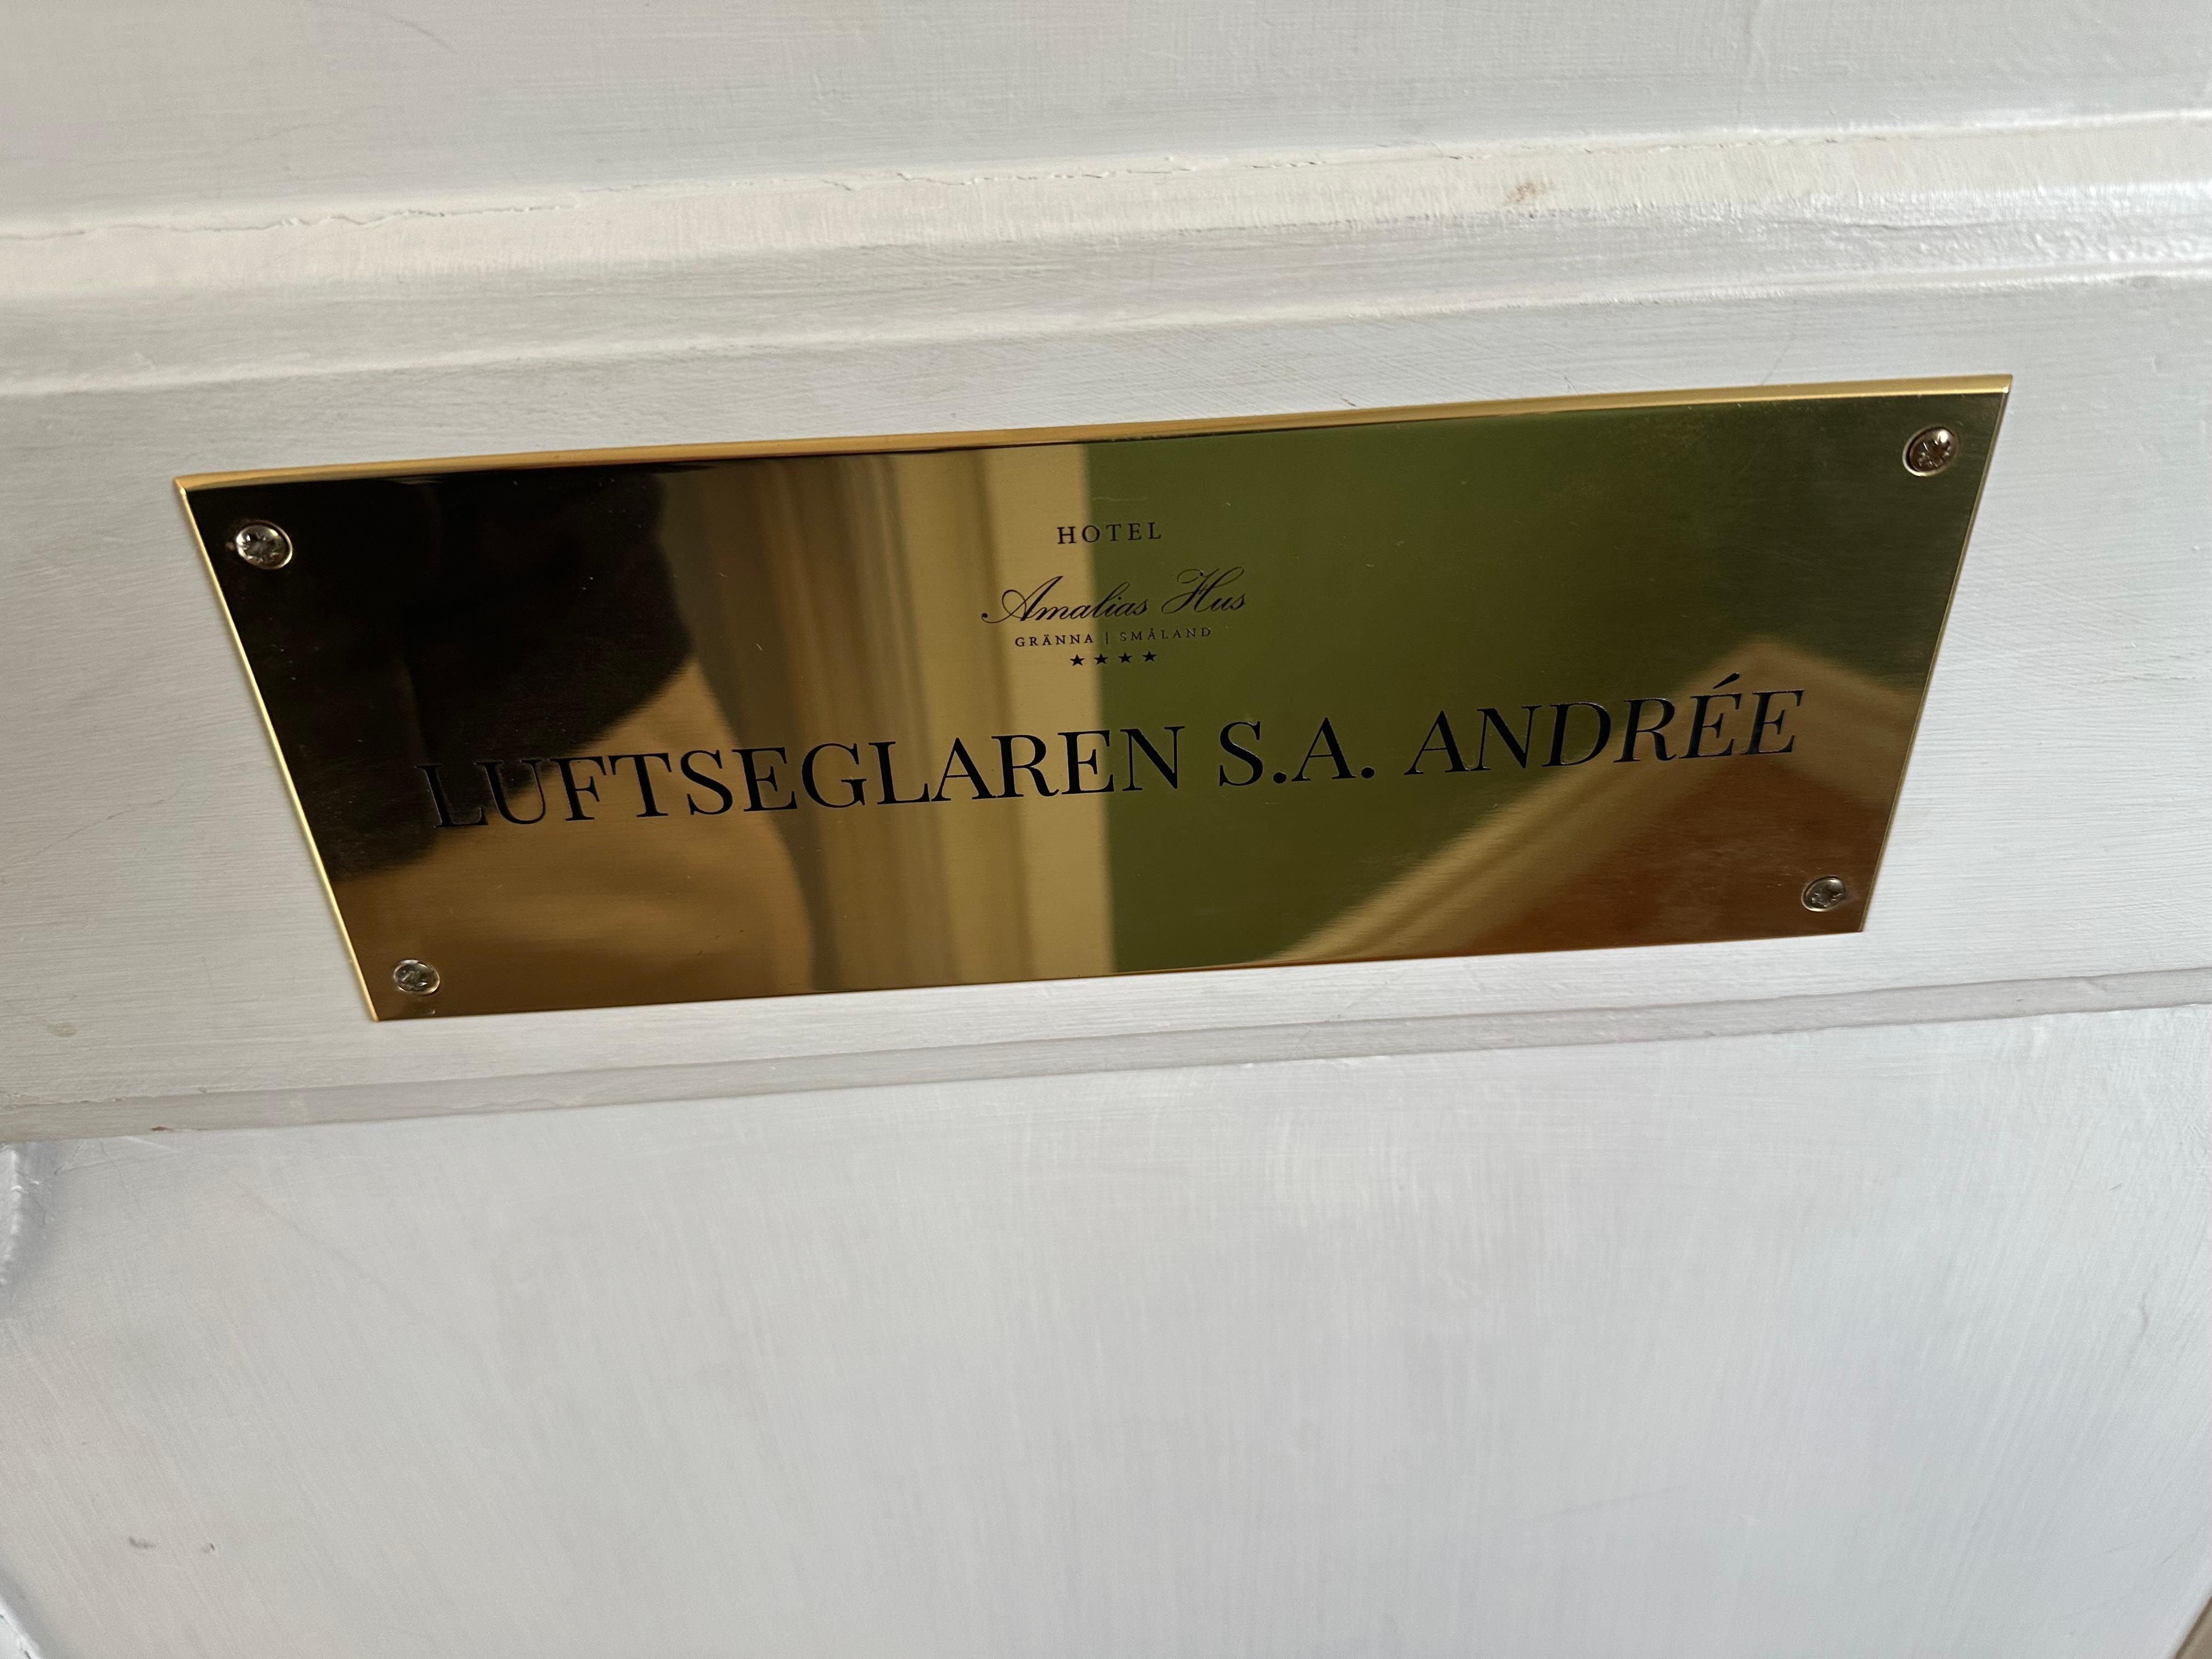 HOTEL
Amalias Hus
GRÄNNA | SMÅLAND
★★★★
LUFTSEGLAREN S.A. ANDRÉE